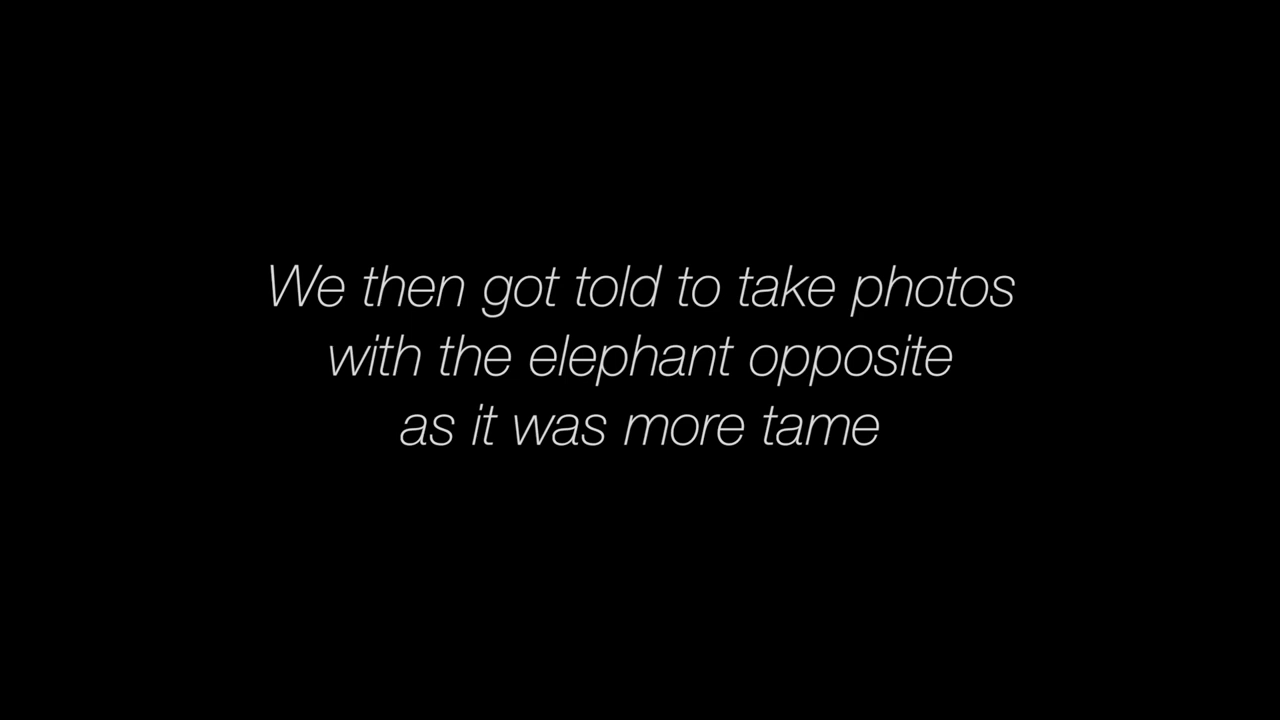 We then got told to take photos
with the elephant opposite
as it was more tame